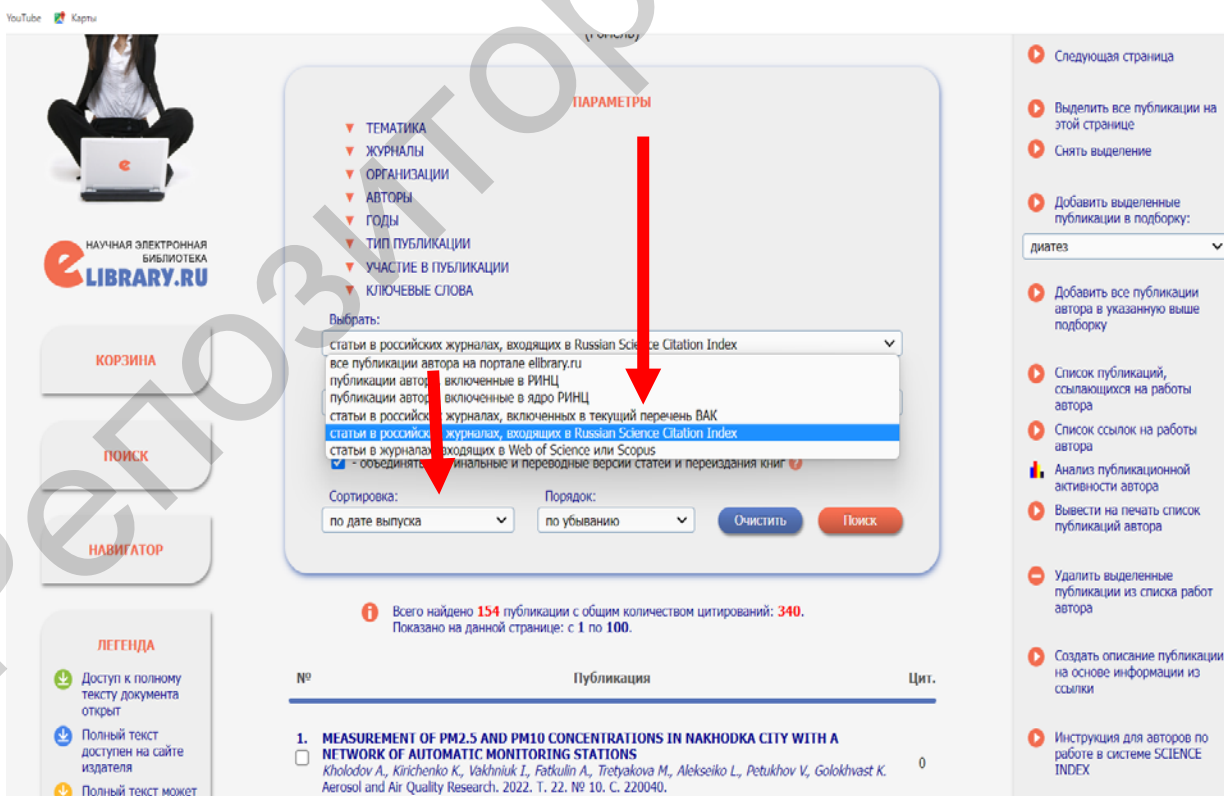 YouTube Карты
(ГОМЕЛЬ)
НАУЧНАЯ ЭЛЕКТРОННАЯ
БИБЛИОТЕКА
eLIBRARY.RU
КОРЗИНА
ПОИСК
НАВИГАТОР
ЛЕГЕНДА
Доступ к полному
тексту документа
открыт
Полный текст
доступен на сайте
издателя
Полный текст может
ПАРАМЕТРЫ
ТЕМАТИКА
ЖУРНАЛЫ
ОРГАНИЗАЦИИ
АВТОРЫ
ГОДЫ
ТИП ПУБЛИКАЦИИ
УЧАСТИЕ В ПУБЛИКАЦИИ
КЛЮЧЕВЫЕ СЛОВА
Выбрать:
статьи в российских журналах, входящих в Russian Science Citation Index
все публикации автора на портале elibrary.ru
публикации автора, включенные в РИНЦ
публикации автора, включенные в ядро РИНЦ
статьи в российских журналах, включенных в текущий перечень ВАК
статьи в российских журналах, входящих в Russian Science Citation Index
статьи в журналах, входящих в Web of Science или Scopus
- объединять оригинальные и переводные версии статей и переиздания книг ?
Сортировка: Порядок:
по дате выпуска по убыванию Очистить Поиск
Всего найдено 154 публикации с общим количеством цитирований: 340.
Показано на данной странице: с 1 по 100.
№ Публикация Цит.
1. MEASUREMENT OF PM2.5 AND PM10 CONCENTRATIONS IN NAKHODKA CITY WITH A
NETWORK OF AUTOMATIC MONITORING STATIONS
Kholodov A., Kirichenko K., Vakhniuk I., Fatkulin A., Tretyakova M., Alekseiko L., Petukhov V., Golokhvast K.
Aerosol and Air Quality Research. 2022. Т. 22. № 10. С. 220040.
0
Следующая страница
Выделить все публикации на
этой странице
Снять выделение
Добавить выделенные
публикации в подборку:
диатез
Добавить все публикации
автора в указанную выше
подборку
Список публикаций,
ссылающихся на работы
автора
Список ссылок на работы
автора
Анализ публикационной
активности автора
Вывести на печать список
публикаций автора
Удалить выделенные
публикации из списка работ
автора
Создать описание публикации
на основе информации из
ссылки
Инструкция для авторов по
работе в системе SCIENCE
INDEX
репозитор